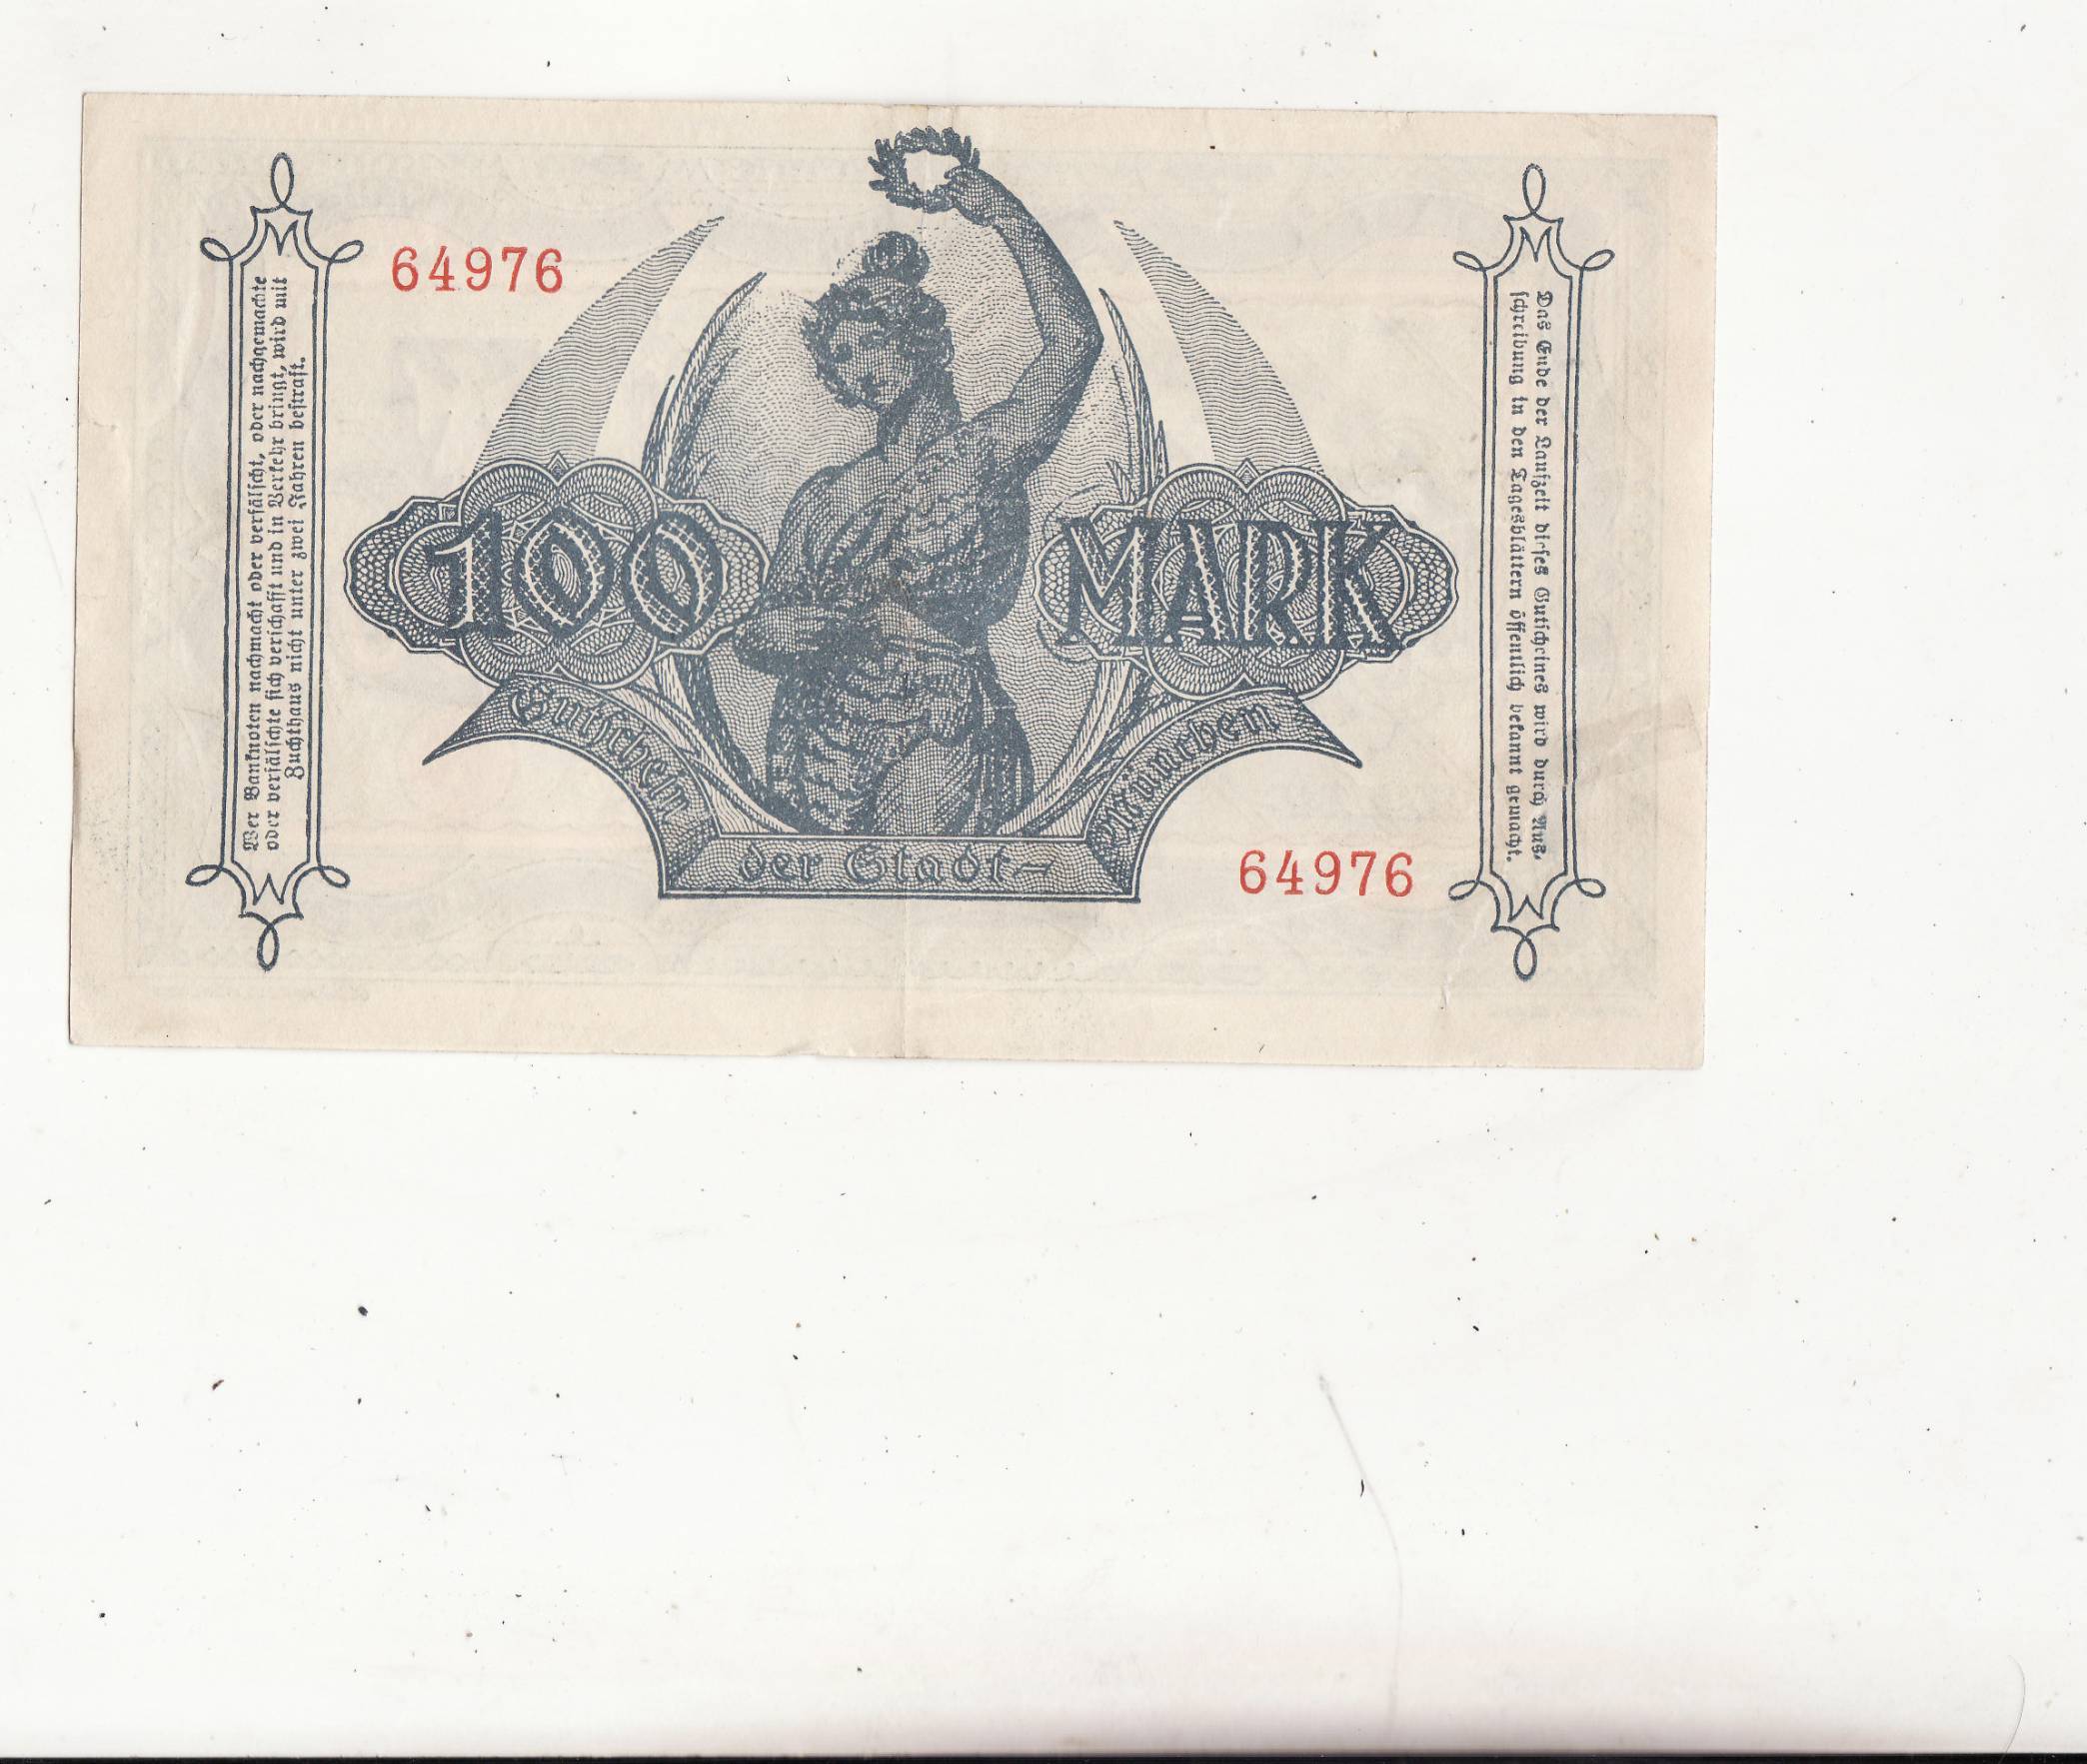 Wer Banknoten nachmacht oder verfälscht, oder nachgemachte
oder verfälschte sich verschafft und in Verkehr bringt, wird mit
Zuchthaus nicht unter zwei Jahren bestraft.
64976
100 MARK
Gutschein
der Stadt-
München
64976
Das Ende der Laufzeit dieses Gutscheines wird durch Aus-
schreibung in den Tagesblättern öffentlich bekannt gemacht.